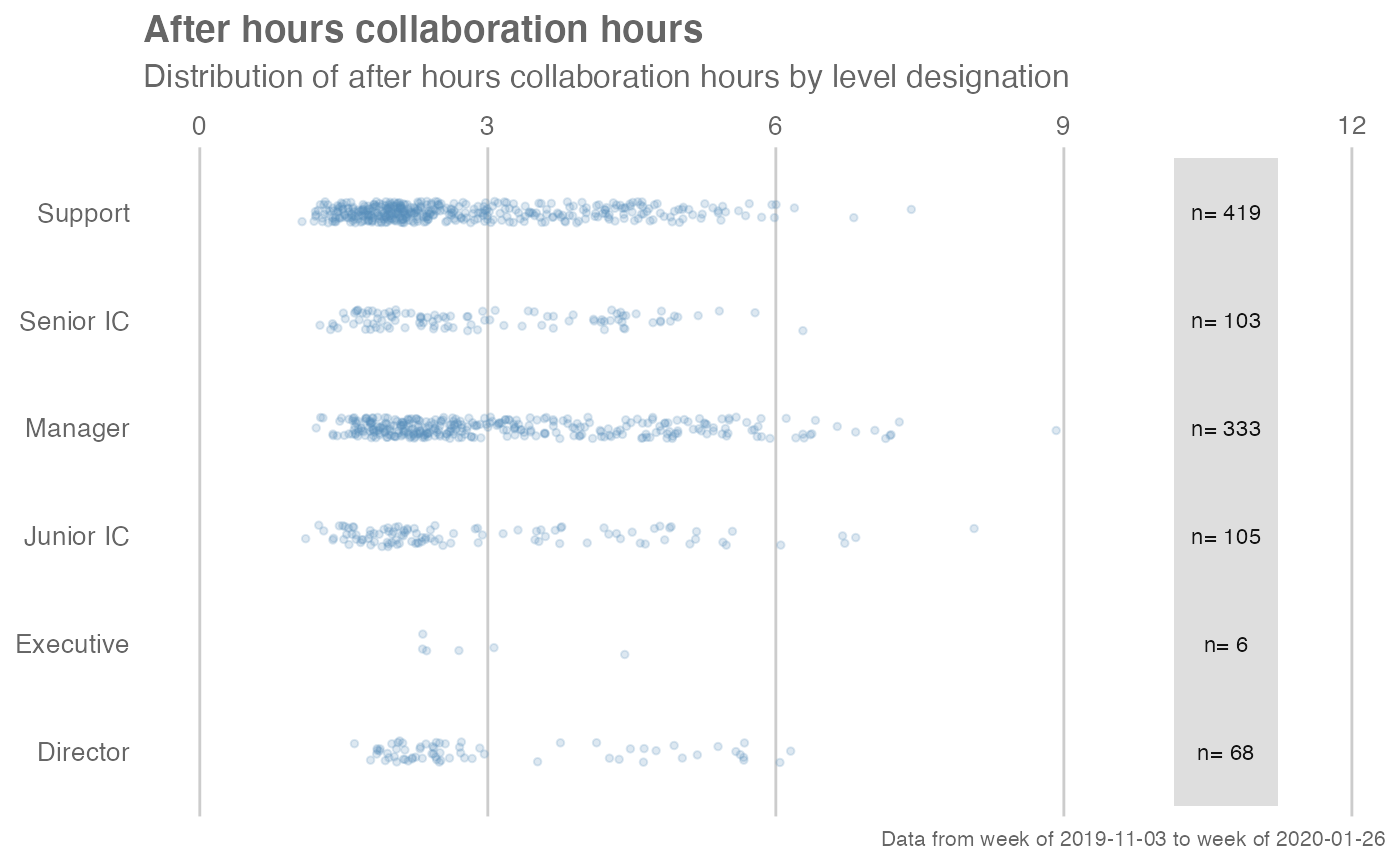 After hours collaboration hours
Distribution of after hours collaboration hours by level designation
0 3 6 9 12
Support n= 419
Senior IC n= 103
Manager n= 333
Junior IC n= 105
Executive n= 6
Director n= 68
Data from week of 2019-11-03 to week of 2020-01-26